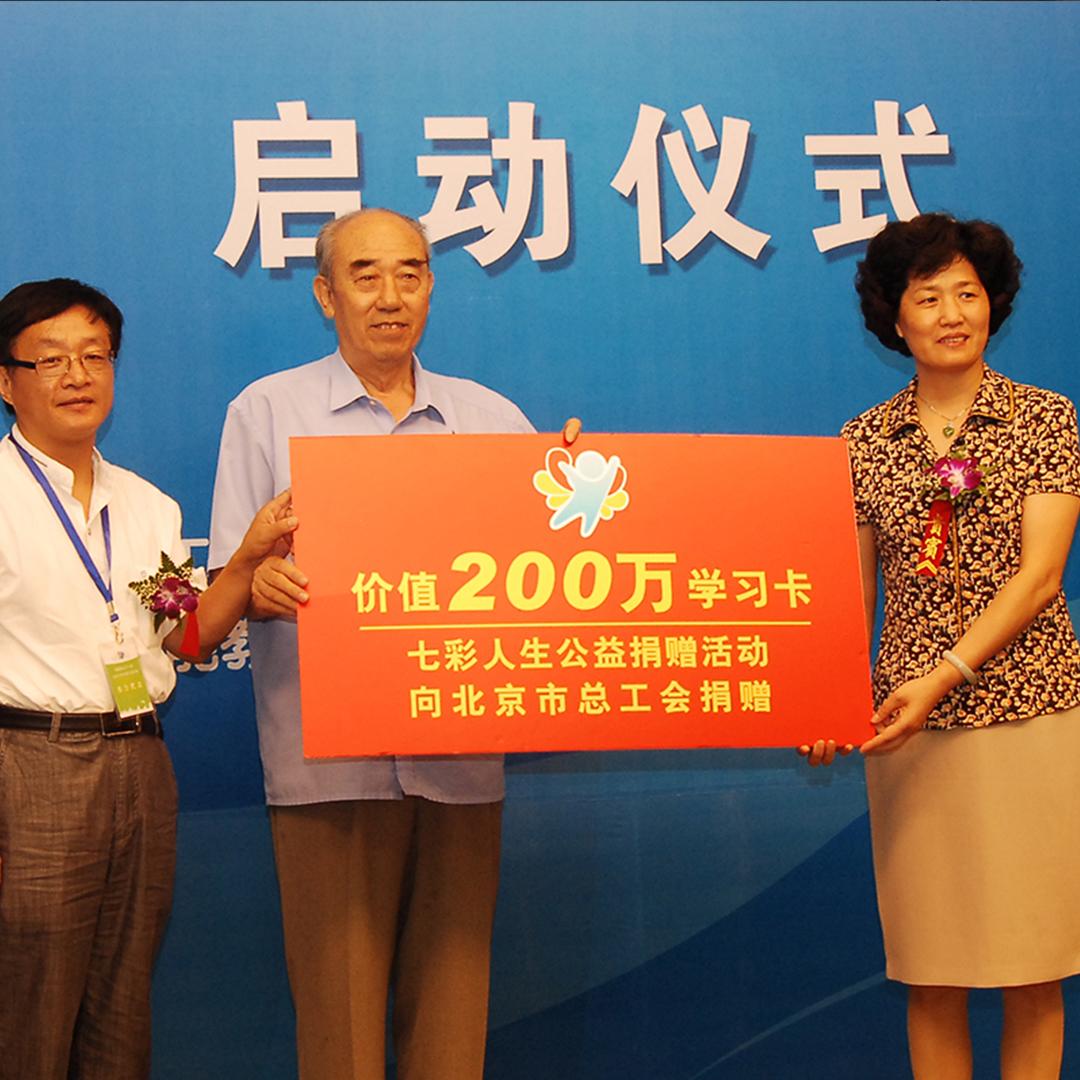 启动仪式
价值200万学习卡
七彩人生公益捐赠活动
向北京市总工会捐赠